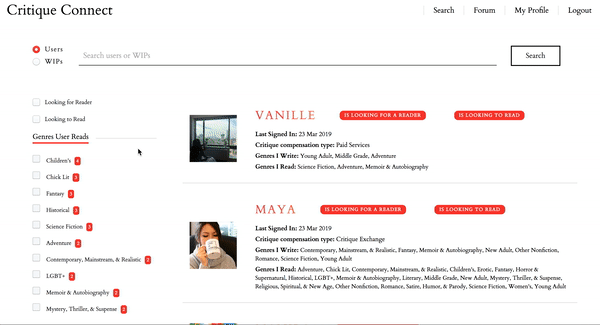 Critique Connect
Search Forum My Profile Logout
Users
WIPs
Search users or WIPs
Search
Looking for Reader
Looking to Read
Genres User Reads
Children's 4
Chick Lit 3
Fantasy 3
Historical 3
Science Fiction 3
Adventure 2
Contemporary, Mainstream, & Realistic 2
LGBT+ 2
Memoir & Autobiography 2
Mystery, Thriller, & Suspense 2
VANILLE IS LOOKING FOR A READER IS LOOKING TO READ
Last Signed In: 23 Mar 2019
Critique compensation type: Paid Services
Genres I Write: Young Adult, Middle Grade, Adventure
Genres I Read: Science Fiction, Adventure, Memoir & Autobiography
MAYA IS LOOKING FOR A READER IS LOOKING TO READ
Last Signed In: 23 Mar 2019
Critique compensation type: Critique Exchange
Genres I Write: Contemporary, Mainstream, & Realistic, Fantasy, Memoir & Autobiography, New Adult, Other Nonfiction,
Romance, Science Fiction, Young Adult
Genres I Read: Adventure, Chick Lit, Contemporary, Mainstream, & Realistic, Children's, Erotic, Fantasy, Horror &
Supernatural, Historical, LGBT+, Memoir & Autobiography, Literary, Middle Grade, New Adult, Mystery, Thriller, & Suspense,
Religious, Spiritual, & New Age, Other Nonfiction, Romance, Satire, Humor, & Parody, Science Fiction, Women's, Young Adult